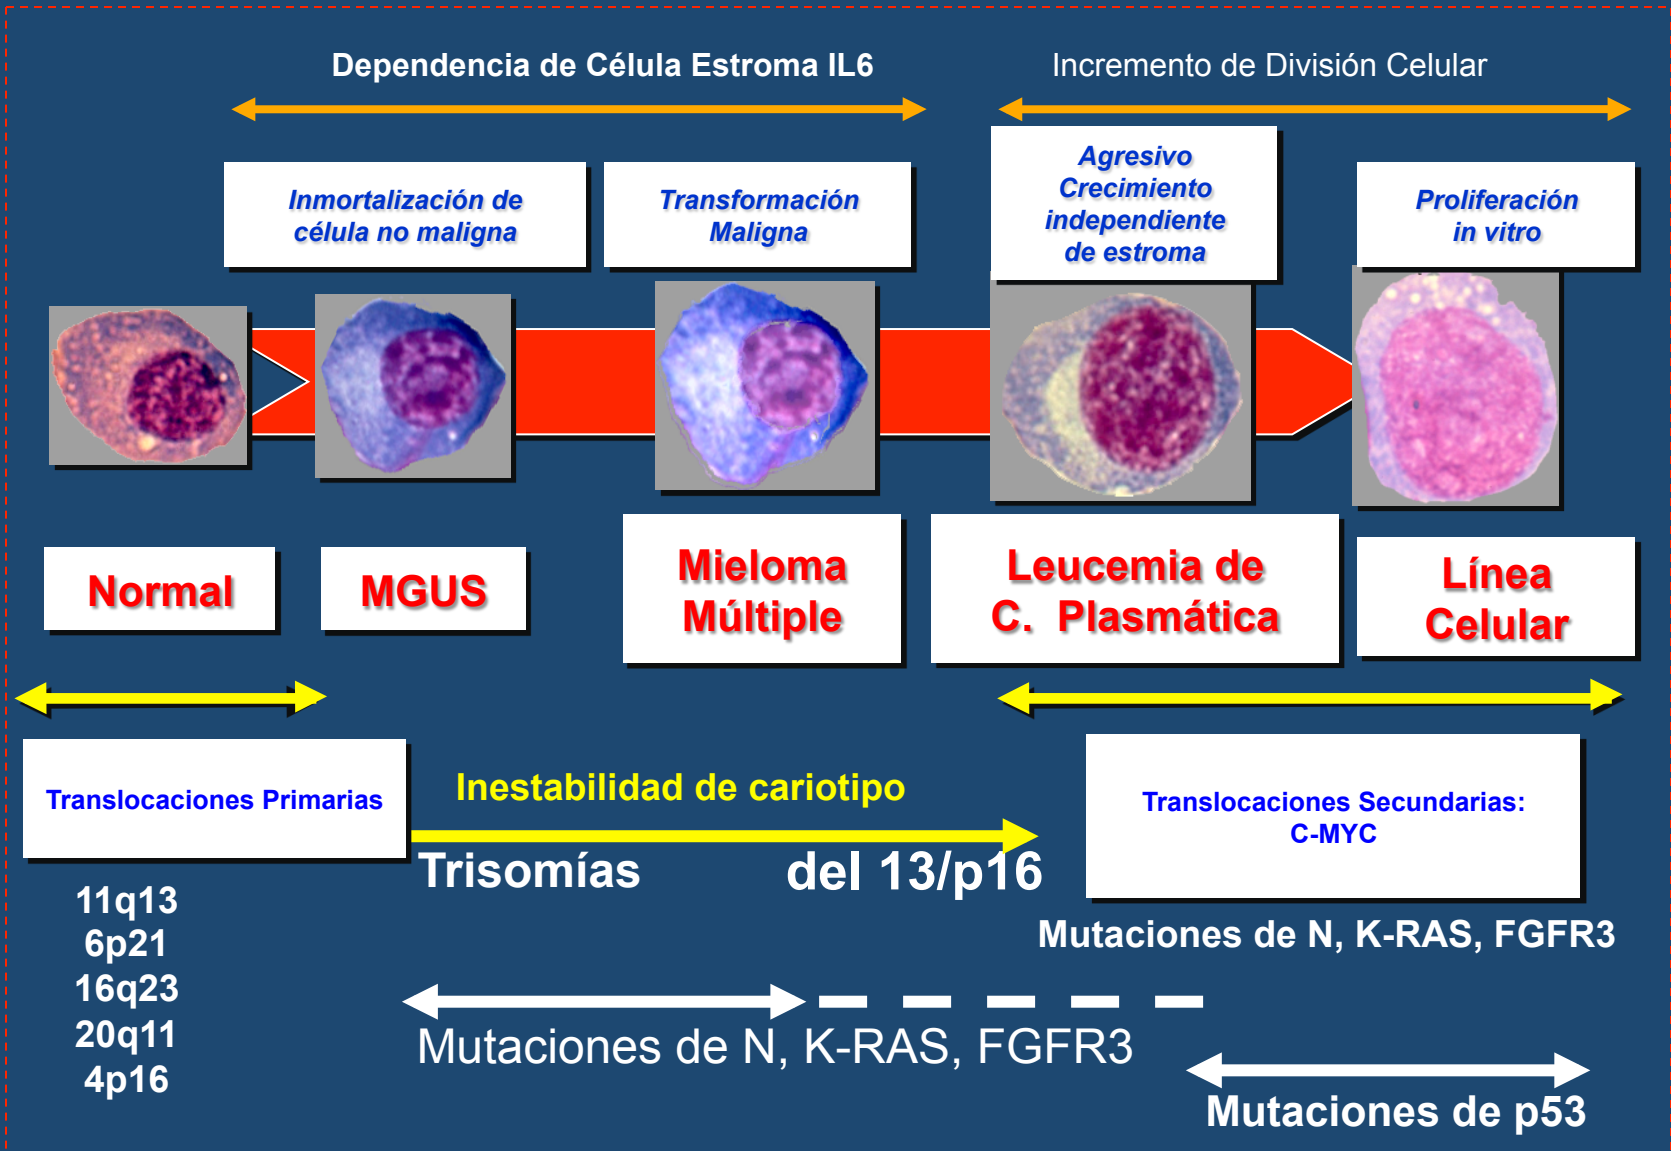 Dependencia de Célula Estroma IL6
Incremento de División Celular
Inmortalización de
célula no maligna
Transformación
Maligna
Agresivo
Crecimiento
independiente
de estroma
Proliferación
in vitro
Normal
MGUS
Mieloma
Múltiple
Leucemia de
C. Plasmática
Línea
Celular
Translocaciones Primarias
Inestabilidad de cariotipo
Translocaciones Secundarias:
C-MYC
Trisomías
del 13/p16
11q13
6p21
16q23
20q11
4p16
Mutaciones de N, K-RAS, FGFR3
Mutaciones de N, K-RAS, FGFR3
Mutaciones de p53